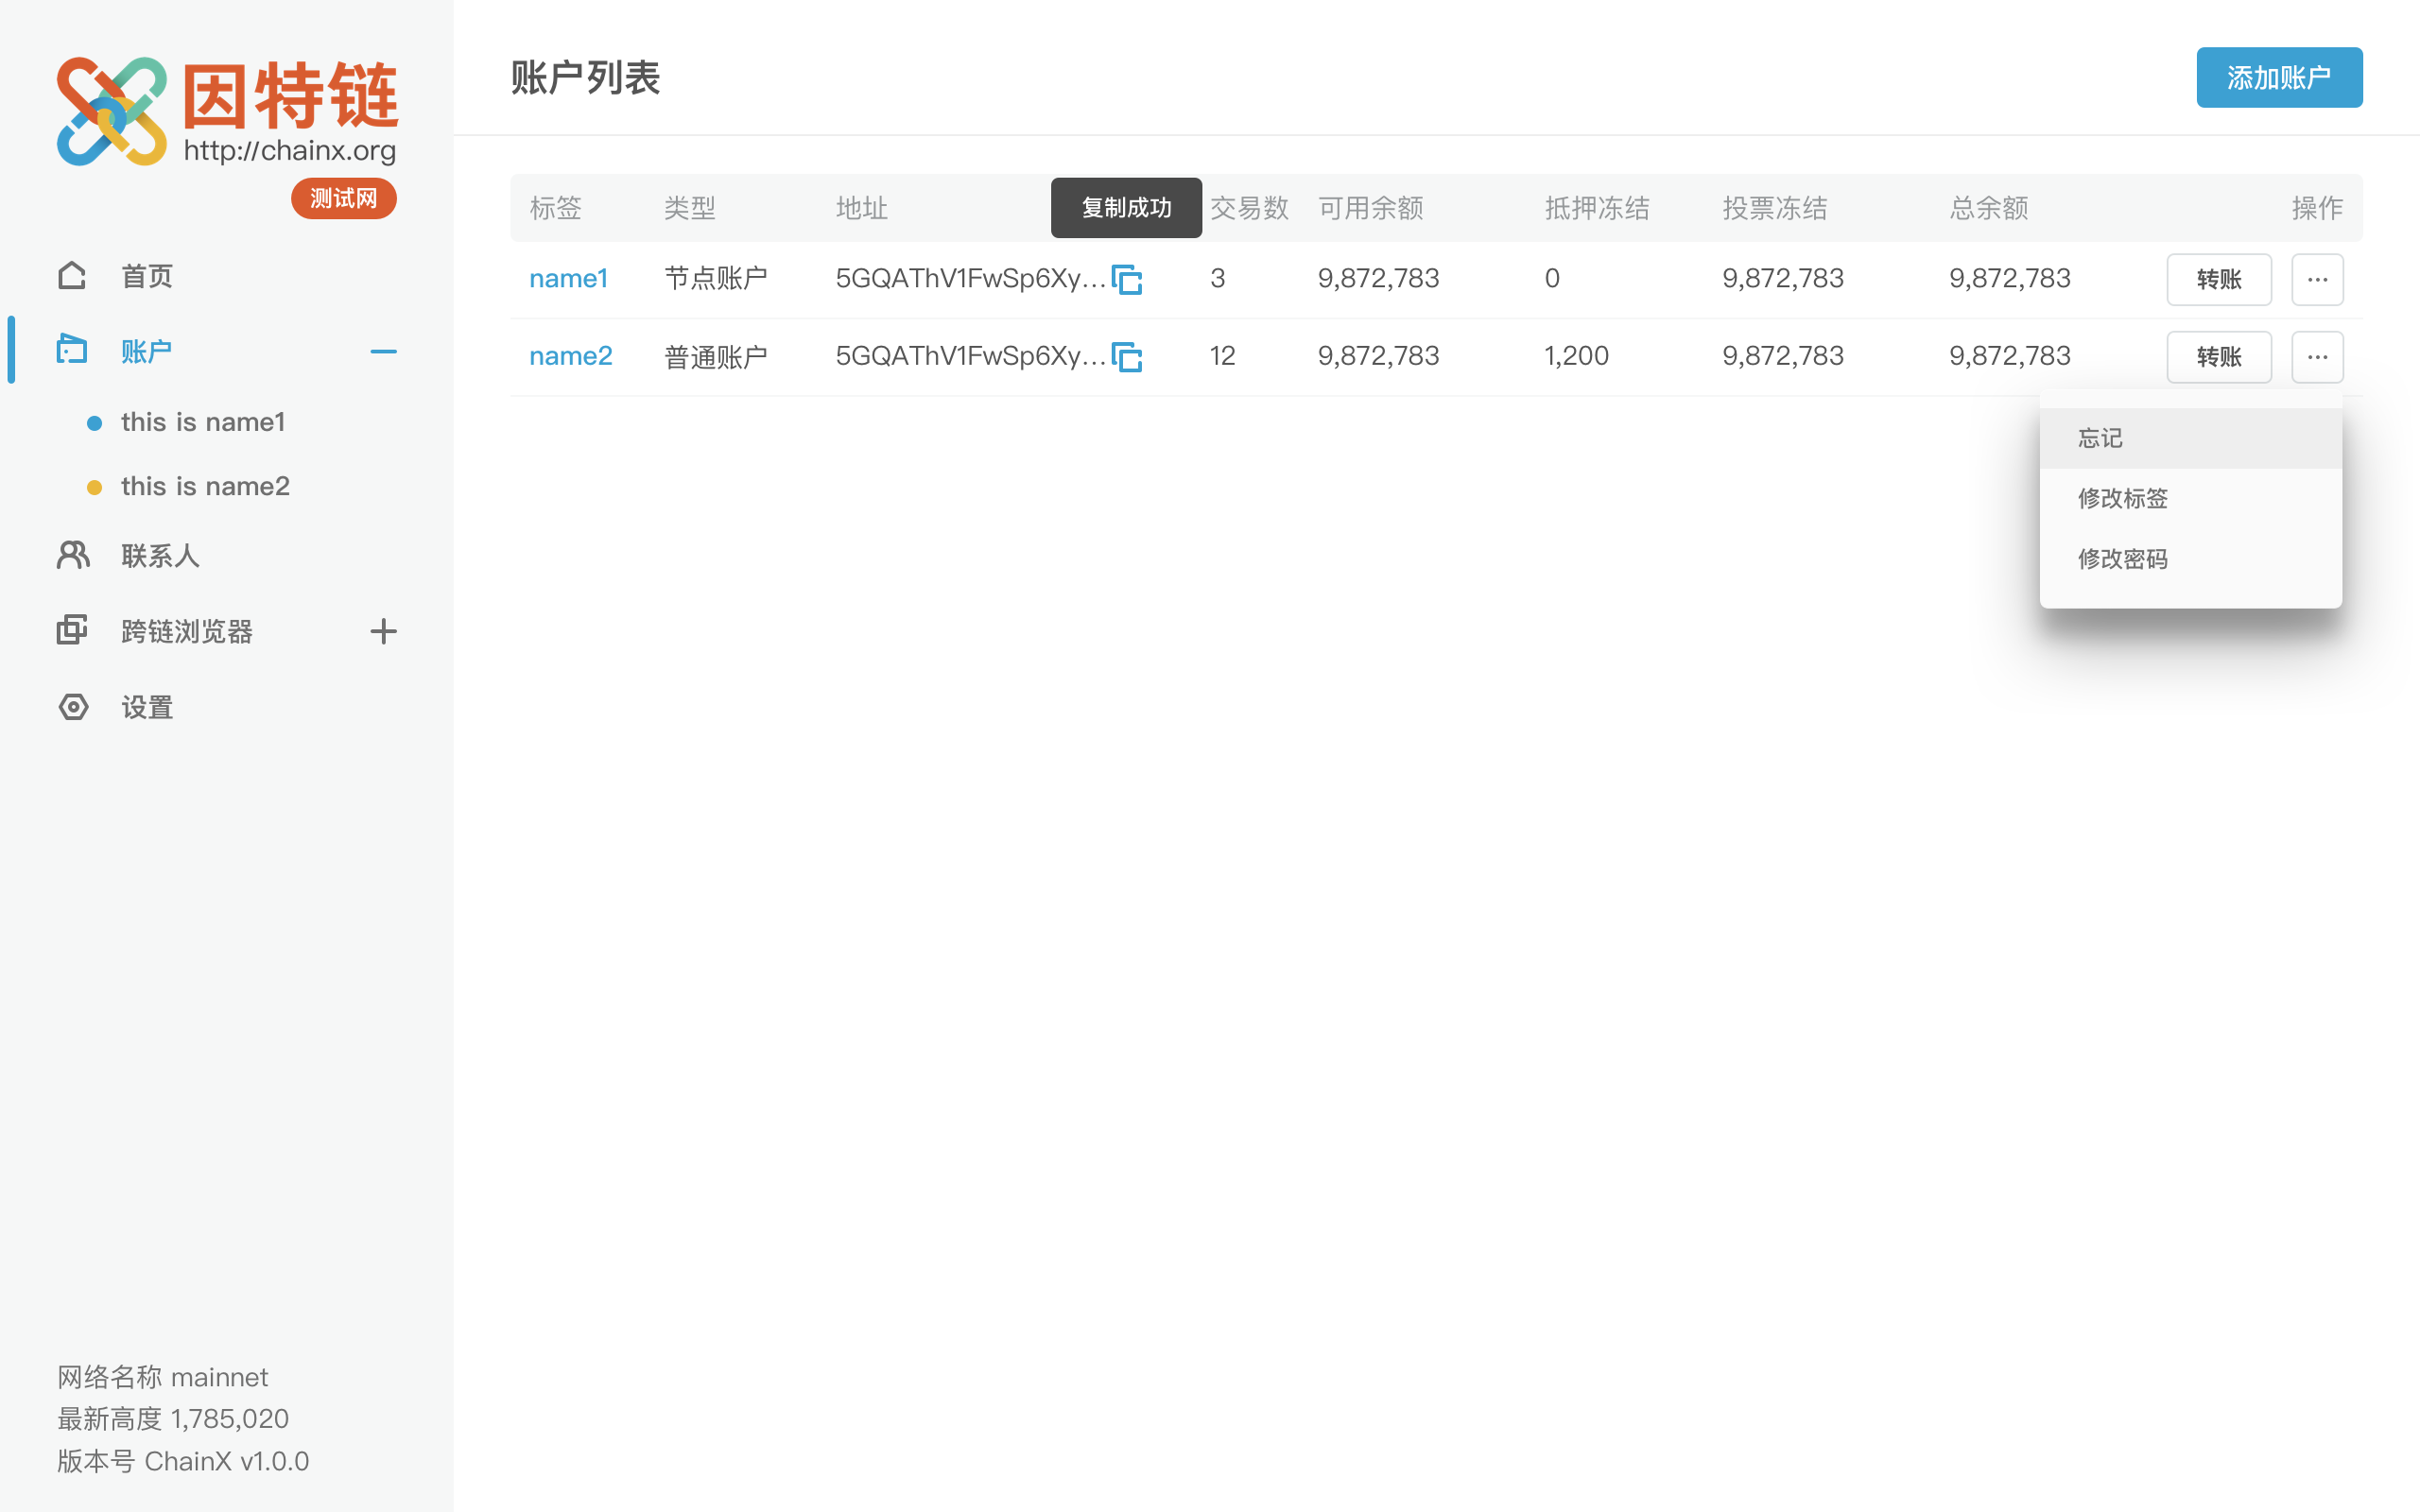 因特链
http://chainx.org
测试网
首页
账户
this is name1
this is name2
联系人
跨链浏览器
设置
网络名称 mainnet
最新高度 1,785,020
版本号 ChainX v1.0.0
账户列表
添加账户
标签 类型 地址 复制成功 交易数 可用余额 抵押冻结 投票冻结 总余额 操作
name1 节点账户 5GQAThV1FwSp6Xy... 3 9,872,783 0 9,872,783 9,872,783 转账 ...
name2 普通账户 5GQAThV1FwSp6Xy... 12 9,872,783 1,200 9,872,783 9,872,783 转账 ...
忘记
修改标签
修改密码